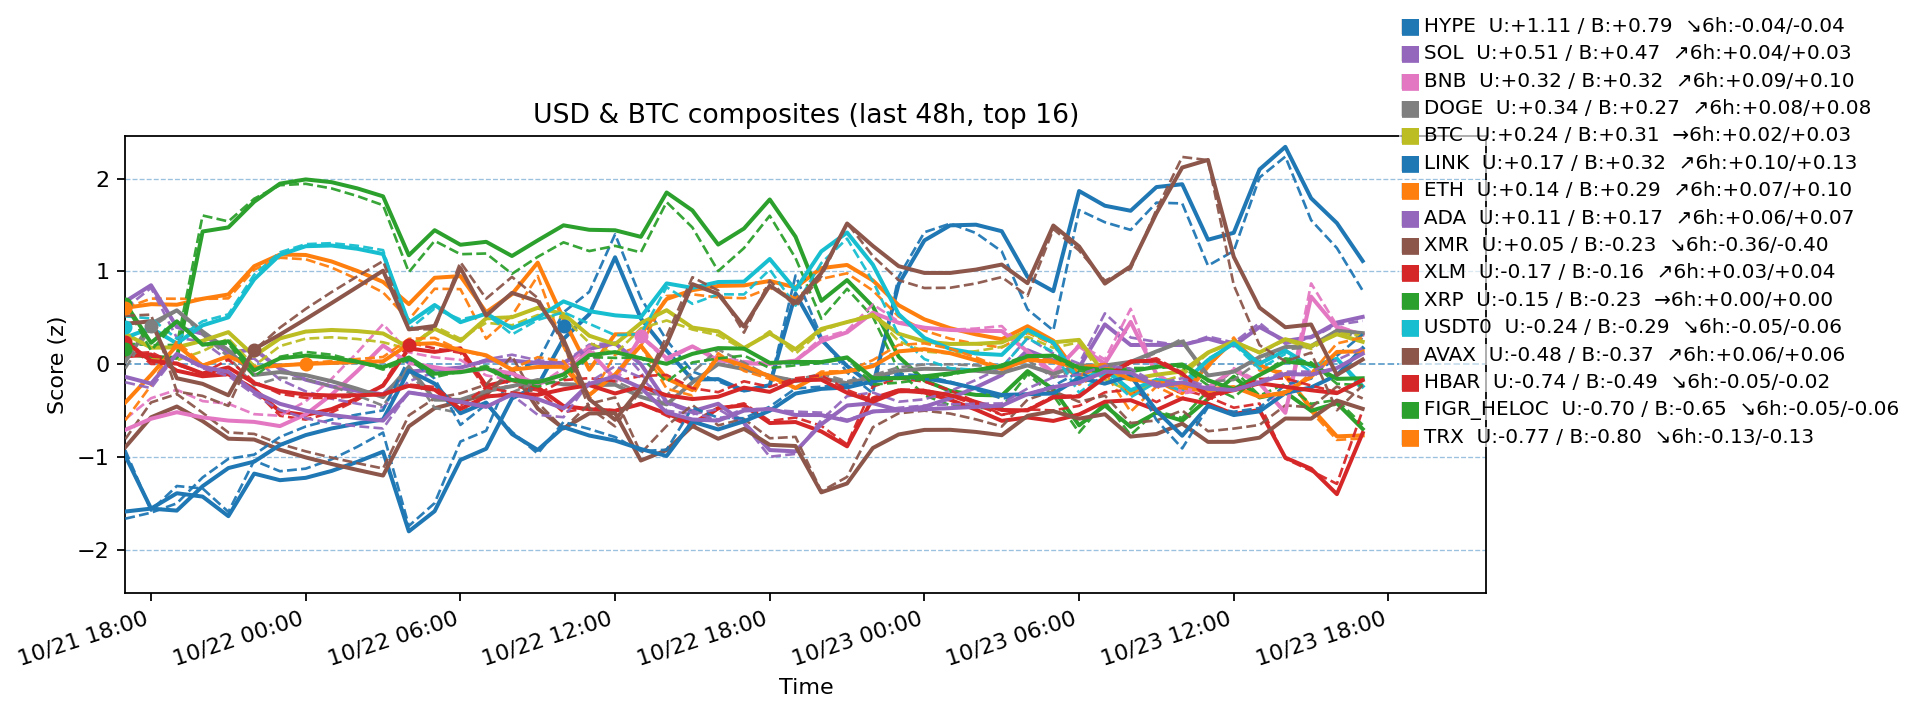 HYPE U:+1.11 / B:+0.79 ↘6h:-0.04/-0.04
SOL U:+0.51 / B:+0.47 ↗6h:+0.04/+0.03
BNB U:+0.32 / B:+0.32 ↗6h:+0.09/+0.10
DOGE U:+0.34 / B:+0.27 ↗6h:+0.08/+0.08
BTC U:+0.24 / B:+0.31 →6h:+0.02/+0.03
LINK U:+0.17 / B:+0.32 ↗6h:+0.10/+0.13
ETH U:+0.14 / B:+0.29 ↗6h:+0.07/+0.10
ADA U:+0.11 / B:+0.17 ↗6h:+0.06/+0.07
XMR U:+0.05 / B:-0.23 ↘6h:-0.36/-0.40
XLM U:-0.17 / B:-0.16 ↗6h:+0.03/+0.04
XRP U:-0.15 / B:-0.23 →6h:+0.00/+0.00
USDT0 U:-0.24 / B:-0.29 ↘6h:-0.05/-0.06
AVAX U:-0.48 / B:-0.37 ↗6h:+0.06/+0.06
HBAR U:-0.74 / B:-0.49 ↘6h:-0.05/-0.02
FIGR_HELOC U:-0.70 / B:-0.65 ↘6h:-0.05/-0.06
TRX U:-0.77 / B:-0.80 ↘6h:-0.13/-0.13
USD & BTC composites (last 48h, top 16)
Score (z)
2
1
0
−1
−2
10/21 18:00
10/22 00:00
10/22 06:00
10/22 12:00
10/22 18:00
10/23 00:00
10/23 06:00
10/23 12:00
10/23 18:00
Time